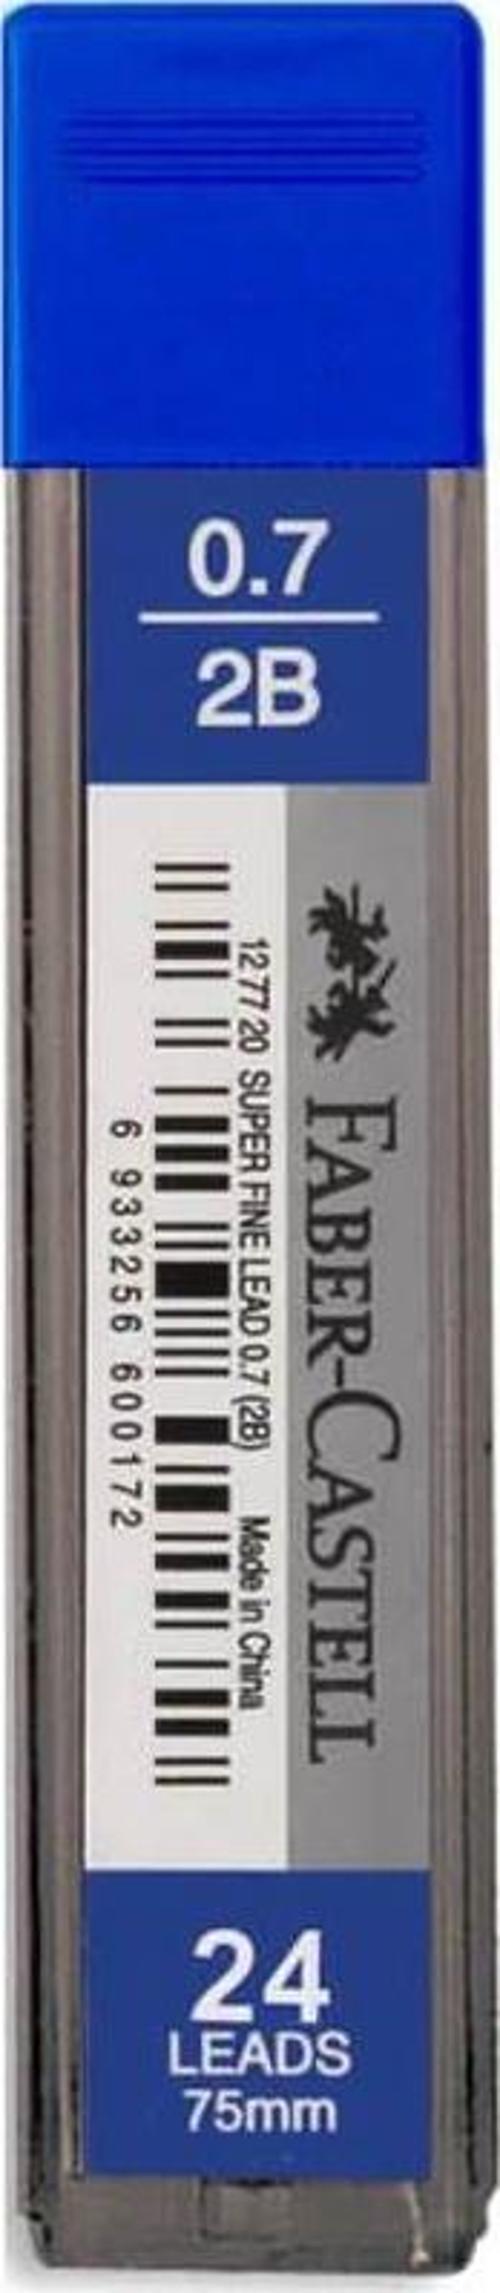 0.7
2B
FABER-CASTELL
12 77 20 SUPER FINE LEAD 0.7 (2B) Made in China
6 933256 600172
24
LEADS
75mm